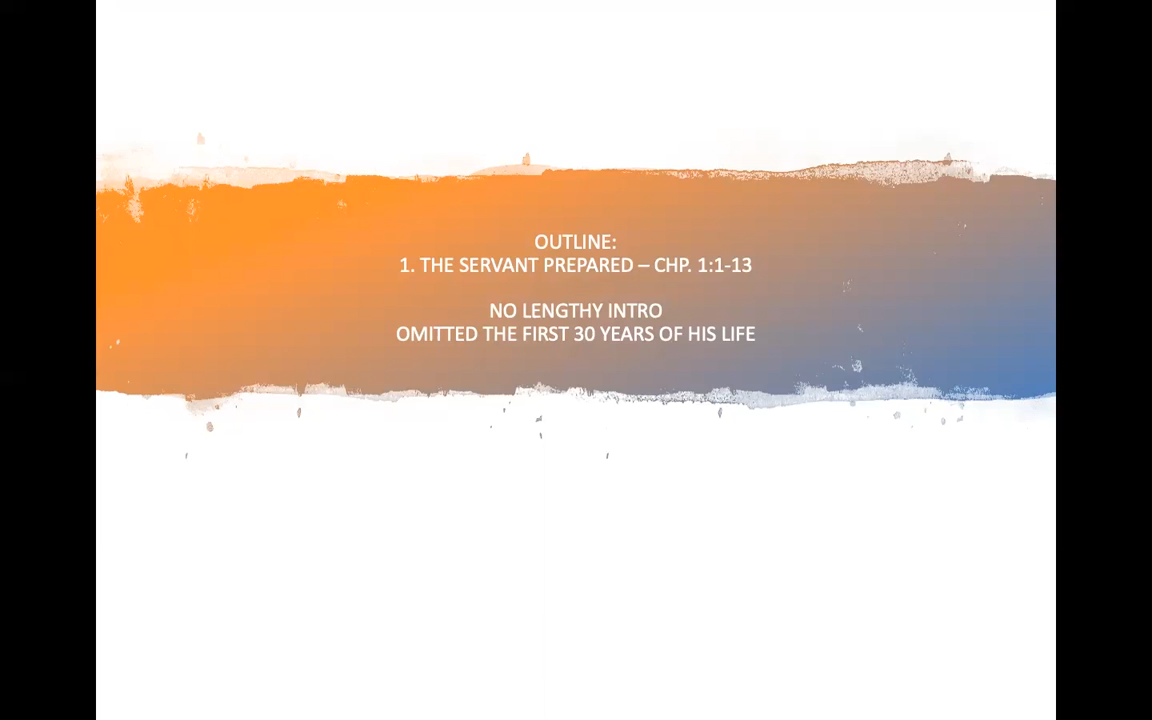 OUTLINE:
1. THE SERVANT PREPARED – CHP. 1:1-13
NO LENGTHY INTRO
OMITTED THE FIRST 30 YEARS OF HIS LIFE